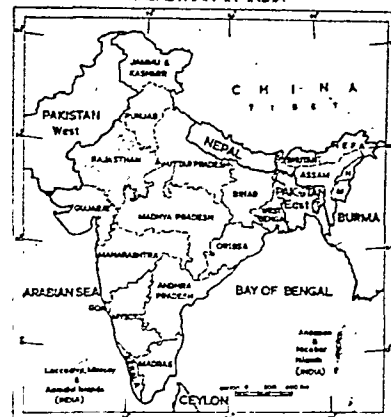 JAMMU &
KASHMIR
C H I N A
T I B E T
PAKISTAN
West
PUNJAB
NEPAL
N E F A
RAJASTHAN
UTTAR PRADESH
BHUTAN
ASSAM
N
BIHAR
PAKISTAN
East
M
GUJARAT
MADHYA PRADESH
WEST
BENGAL
BURMA
MAHARASHTRA
ORISSA
ARABIAN SEA
ANDHRA
PRADESH
BAY OF BENGAL
GOA
MYSORE
Andaman
&
Nicobar
Islands
(INDIA)
Laccadive, Minicoy
& Amindivi Islands
(INDIA)
KERALA
MADRAS
CEYLON